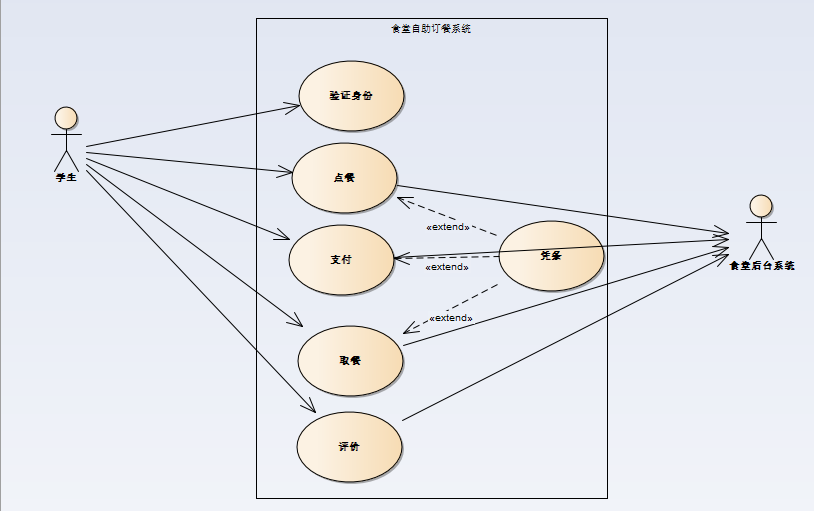 食堂自助订餐系统
验证身份
学生
点餐
«extend»
支付
凭条
«extend»
食堂后台系统
«extend»
取餐
评价